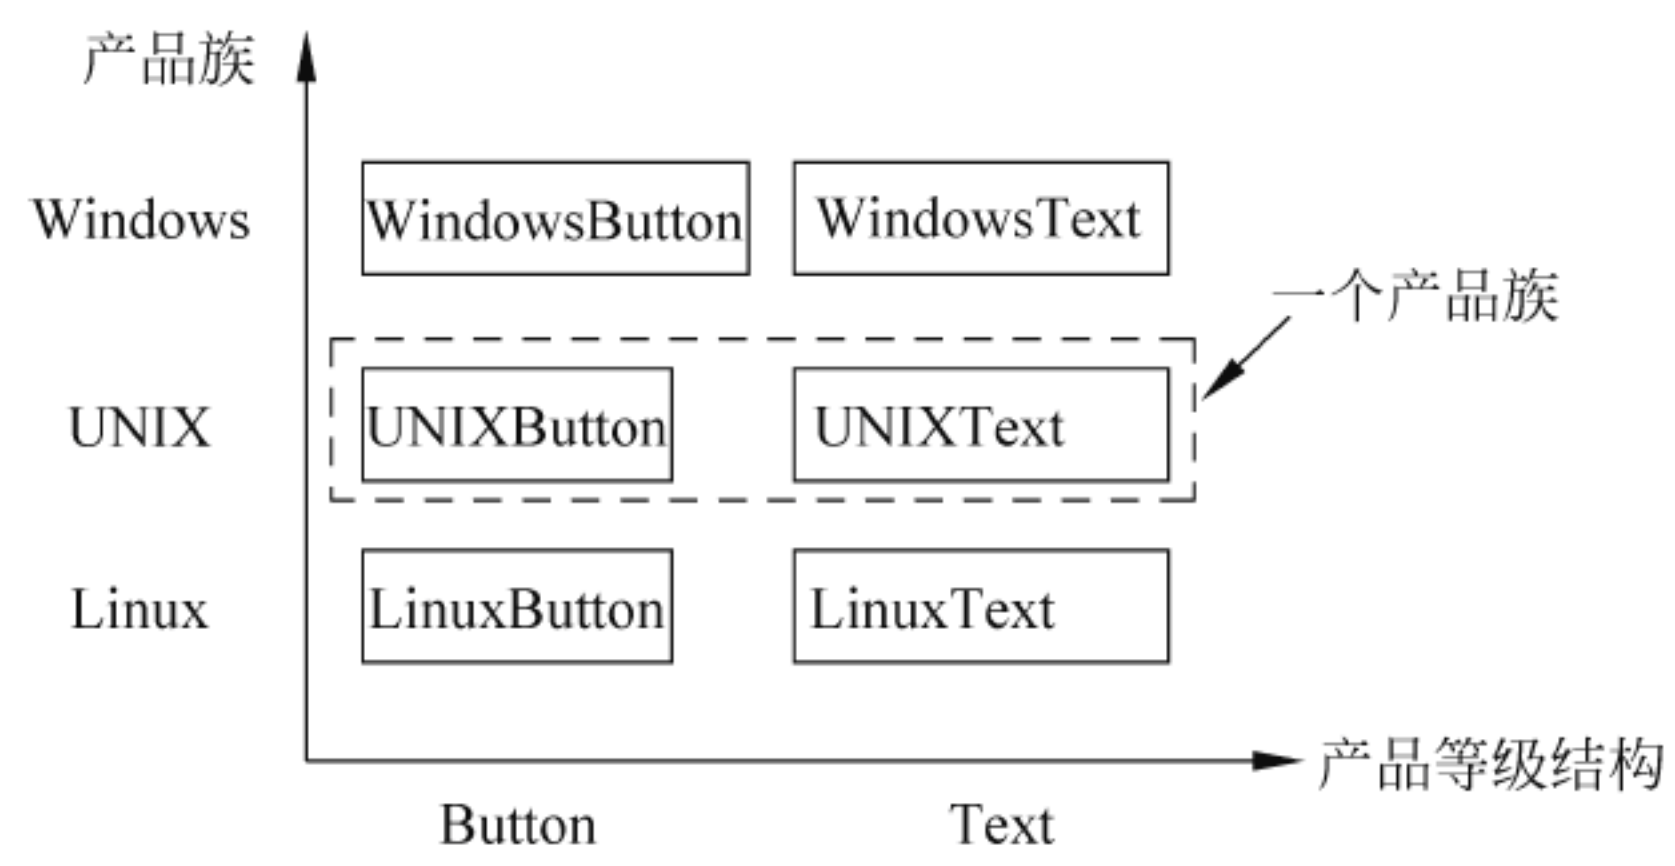 产品族
Windows
WindowsButton
WindowsText
一个产品族
UNIX
UNIXButton
UNIXText
Linux
LinuxButton
LinuxText
产品等级结构
Button
Text